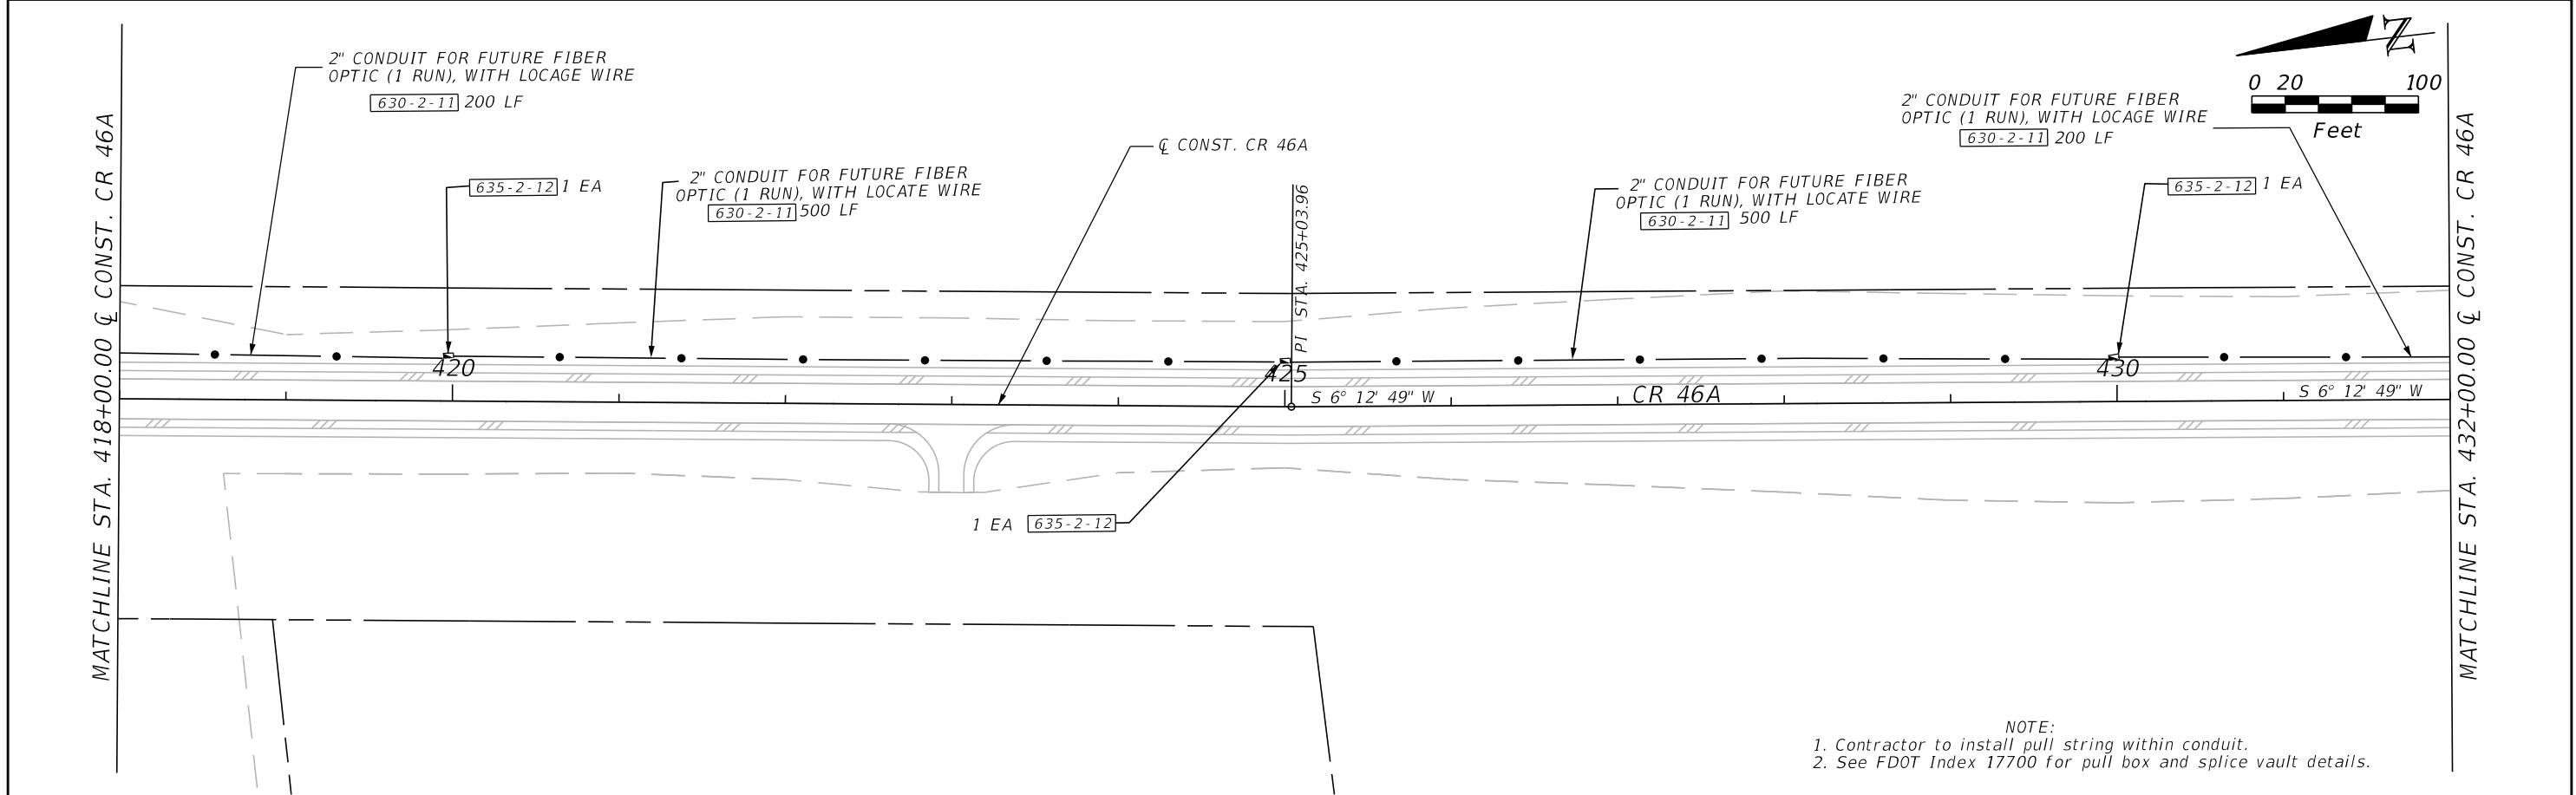 MATCHLINE STA. 418+00.00 ℄ CONST. CR 46A
2" CONDUIT FOR FUTURE FIBER
OPTIC (1 RUN), WITH LOCAGE WIRE
630-2-11 200 LF
635-2-12 1 EA
2" CONDUIT FOR FUTURE FIBER
OPTIC (1 RUN), WITH LOCATE WIRE
630-2-11 500 LF
℄ CONST. CR 46A
PI STA. 425+03.96
2" CONDUIT FOR FUTURE FIBER
OPTIC (1 RUN), WITH LOCATE WIRE
630-2-11 500 LF
2" CONDUIT FOR FUTURE FIBER
OPTIC (1 RUN), WITH LOCAGE WIRE
630-2-11 200 LF
635-2-12 1 EA
N
0 20 100
Feet
420
425
430
S 6° 12' 49" W
CR 46A
S 6° 12' 49" W
1 EA 635-2-12
NOTE:
1. Contractor to install pull string within conduit.
2. See FDOT Index 17700 for pull box and splice vault details.
MATCHLINE STA. 432+00.00 ℄ CONST. CR 46A